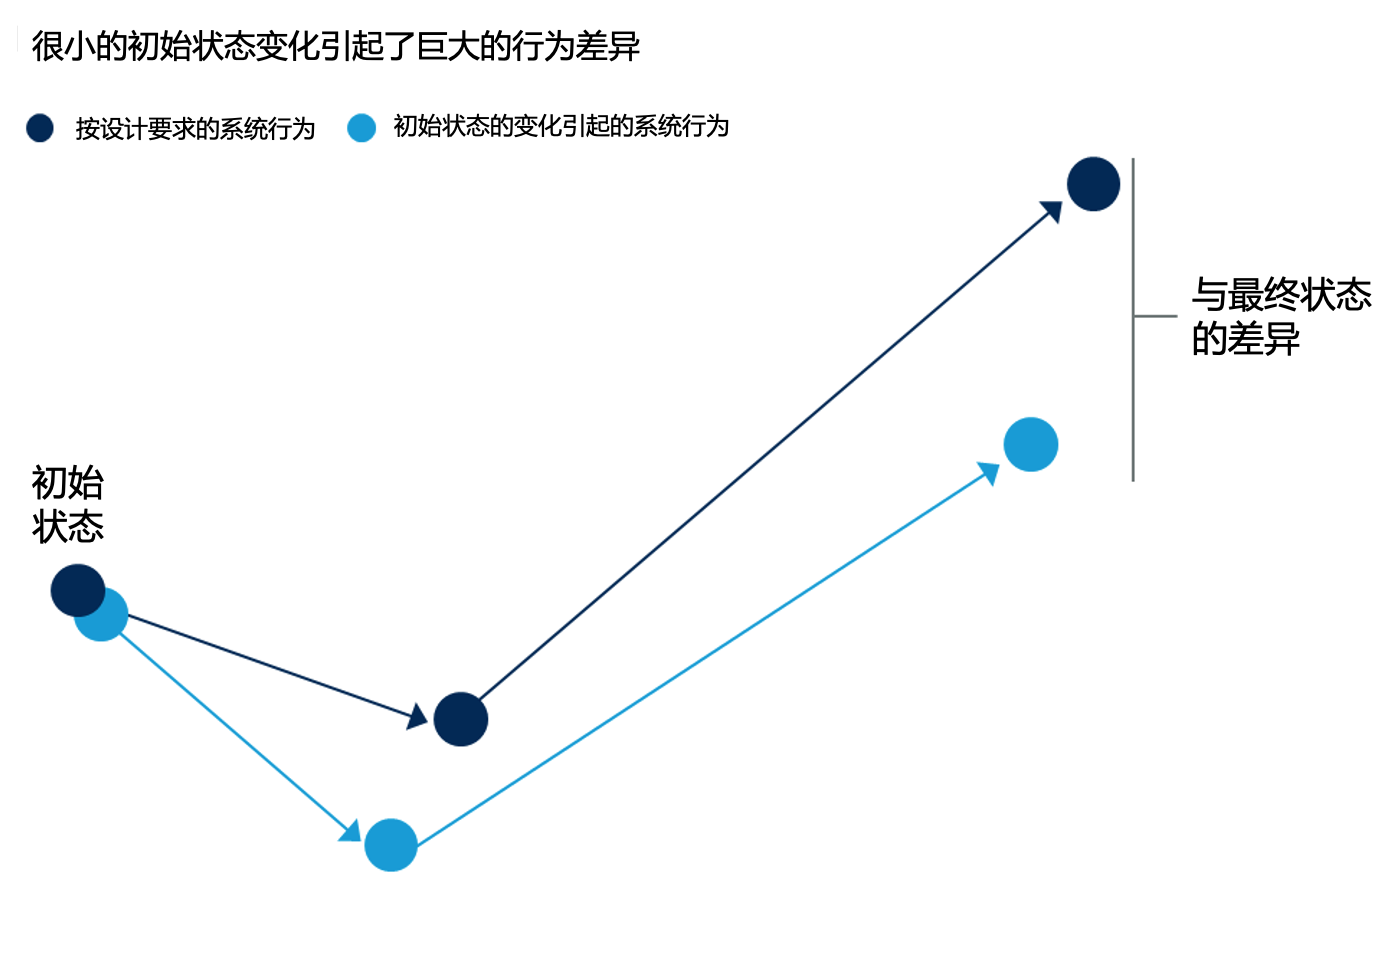 很小的初始状态变化引起了巨大的行为差异
按设计要求的系统行为
初始状态的变化引起的系统行为
与最终状态
的差异
初始
状态